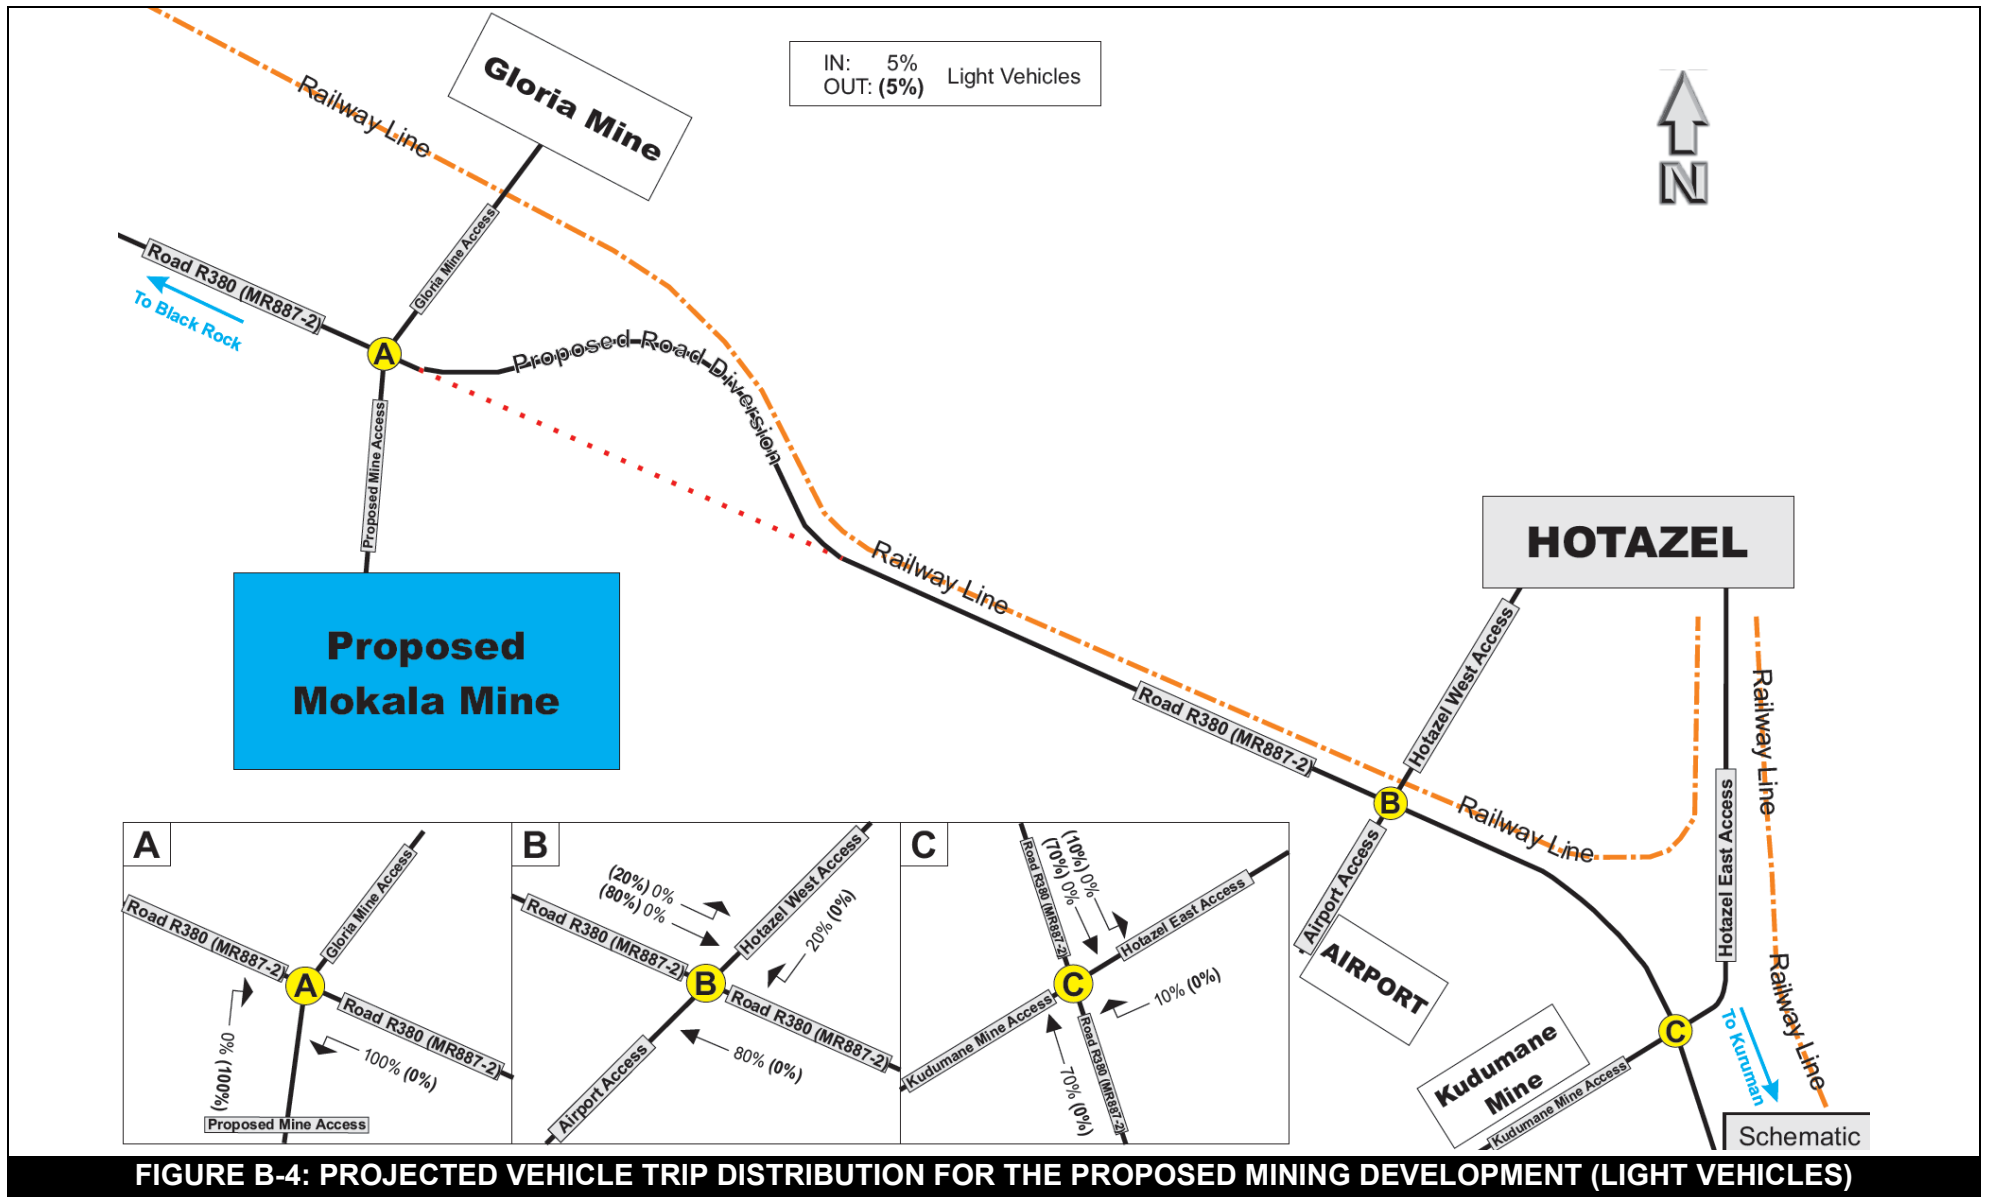 Railway Line
Gloria Mine
IN: 5%
OUT: (5%)
Light Vehicles
N
Gloria Mine Access
Road R380 (MR887-2)
To Black Rock
A
Proposed Road Diversion
Proposed Mine Access
Proposed
Mokala Mine
Railway Line
HOTAZEL
Hotazel West Access
Road R380 (MR887-2)
B
Railway Line
Railway Line
Hotazel East Access
Airport Access
AIRPORT
Railway Line
C
To Kuruman
Kudumane
Mine
Kudumane Mine Access
Schematic
A
Gloria Mine Access
Road R380 (MR887-2)
A
Road R380 (MR887-2)
0% (100%)
100% (0%)
Proposed Mine Access
B
(20%) 0%
(80%) 0%
Hotazel West Access
Road R380 (MR887-2)
20% (0%)
B
Road R380 (MR887-2)
80% (0%)
Airport Access
C
(10%) 0%
(70%) 0%
Road R380 (MR887-2)
Hotazel East Access
C
10% (0%)
Kudumane Mine Access
Road R380 (MR887-2)
70% (0%)
FIGURE B-4: PROJECTED VEHICLE TRIP DISTRIBUTION FOR THE PROPOSED MINING DEVELOPMENT (LIGHT VEHICLES)